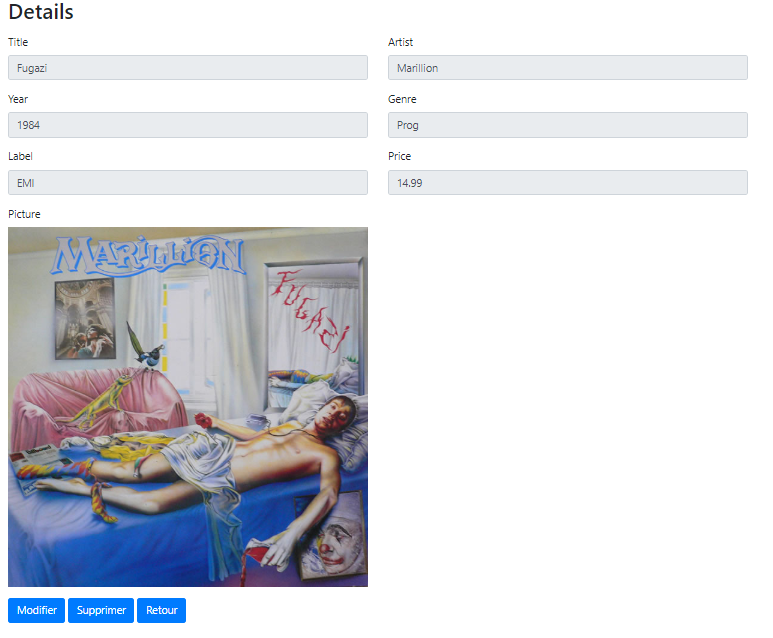 Details
Title
Artist
Fugazi
Marillion
Year
Genre
1984
Prog
Label
Price
EMI
14.99
Picture
MARILLION
FUGAZI
Modifier Supprimer Retour